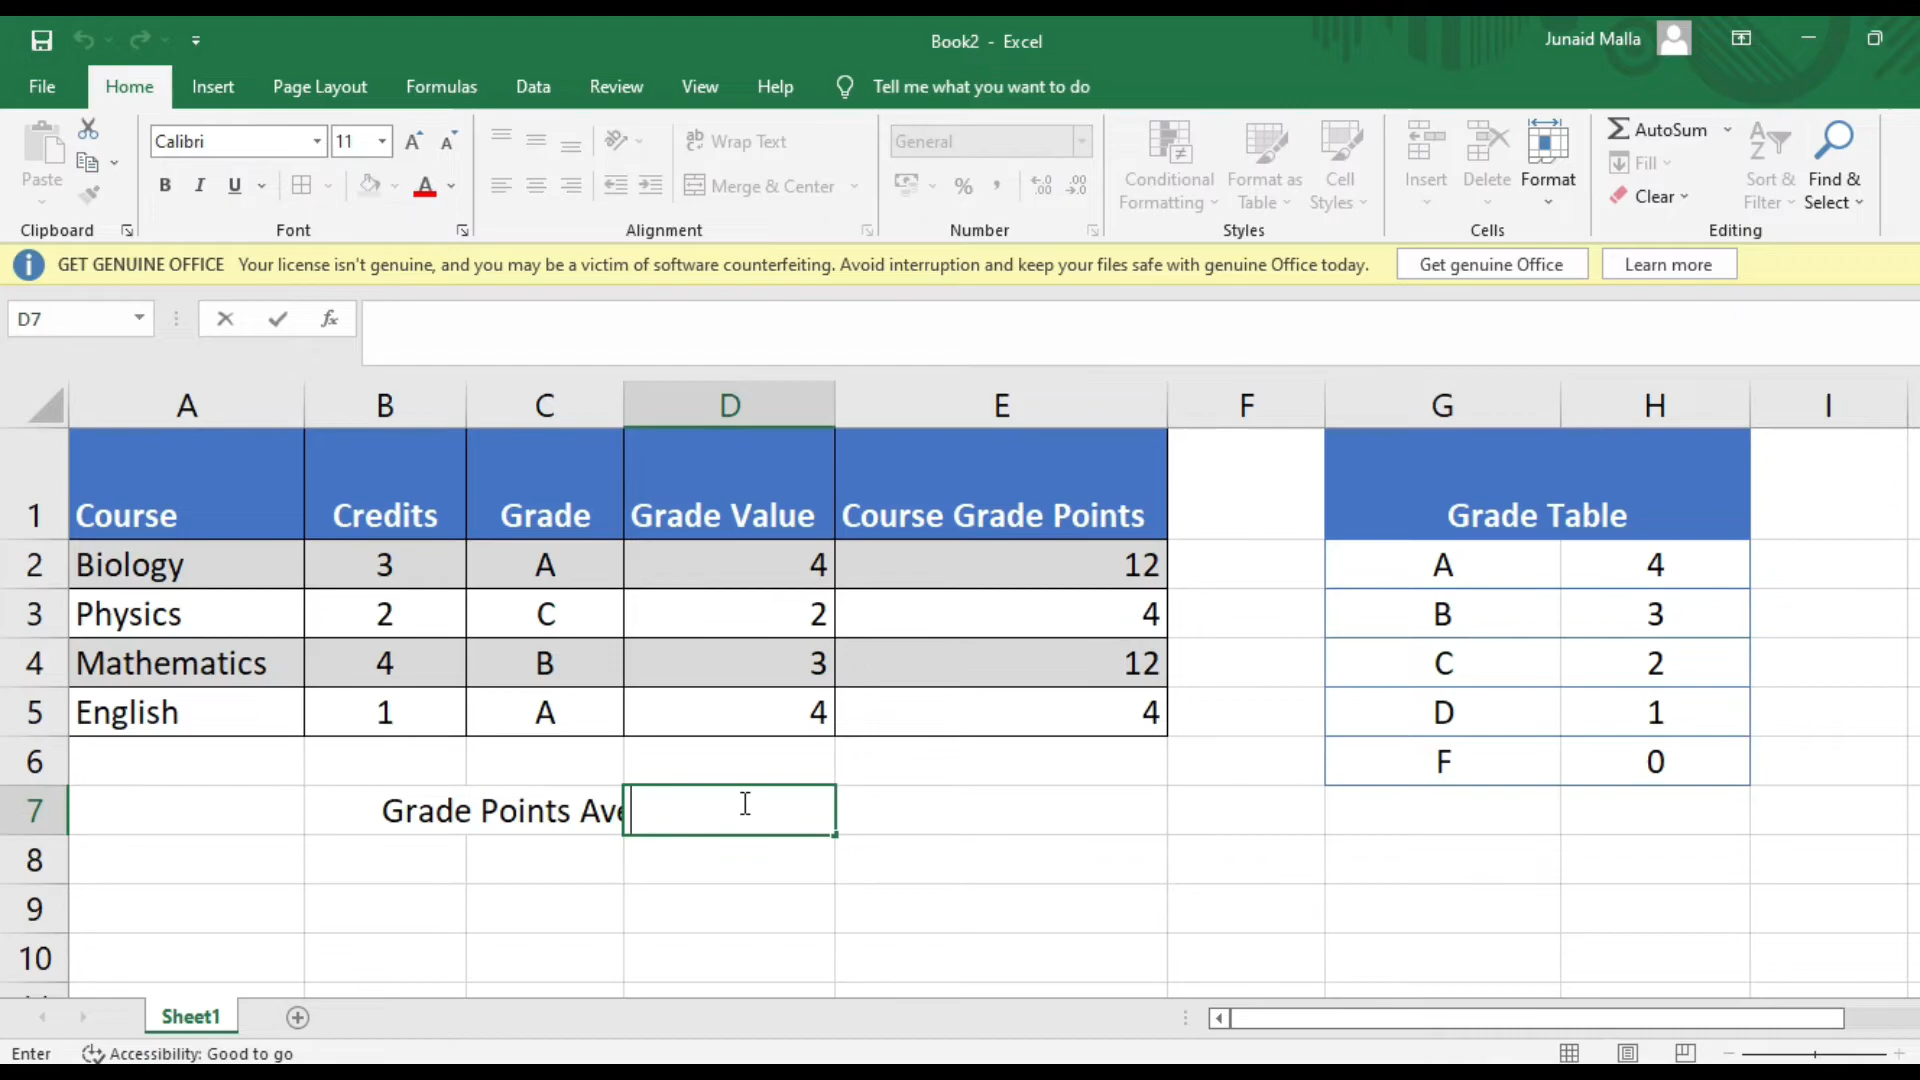 Book2 - Excel
Junaid Malla
File Home Insert Page Layout Formulas Data Review View Help Tell me what you want to do
Calibri 11
ab Wrap Text
General
AutoSum
Fill
Clear
Paste
B I U A
Merge & Center
% ,
Conditional Formatting
Format as Table
Cell Styles
Insert Delete Format
Sort & Filter
Find & Select
Clipboard Font Alignment Number Styles Cells Editing
GET GENUINE OFFICE Your license isn't genuine, and you may be a victim of software counterfeiting. Avoid interruption and keep your files safe with genuine Office today. Get genuine Office Learn more
D7 fx
A B C D E F G H I
1 Course Credits Grade Grade Value Course Grade Points Grade Table
2 Biology 3 A 4 12 A 4
3 Physics 2 C 2 4 B 3
4 Mathematics 4 B 3 12 C 2
5 English 1 A 4 4 D 1
6 F 0
7 Grade Points Ave
8
9
10
Sheet1
Enter Accessibility: Good to go